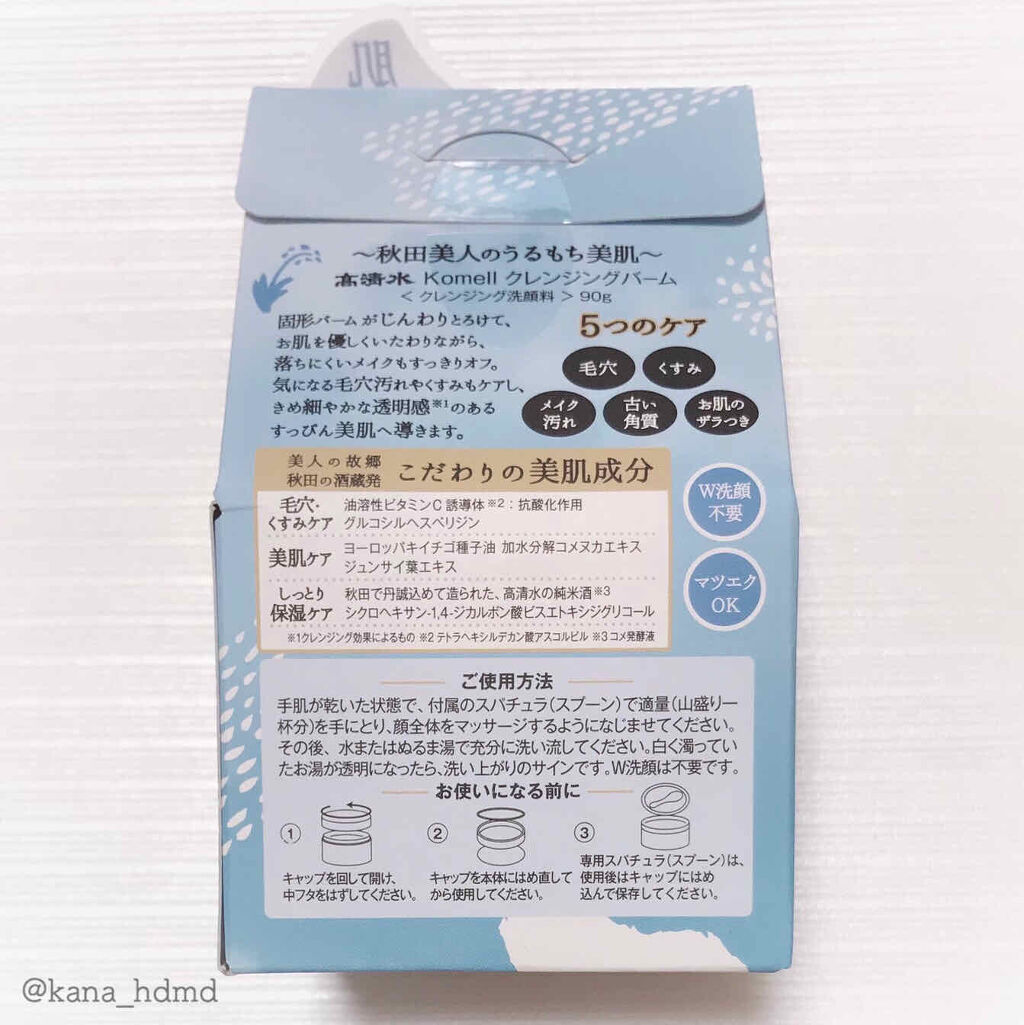 肌
～秋田美人のうるもち美肌～
高清水 Komell クレンジングバーム
＜クレンジング洗顔料＞90g
固形バームがじんわりとろけて、
お肌を優しくいたわりながら、
落ちにくいメイクもすっきりオフ。
気になる毛穴汚れやくすみもケアし、
きめ細やかな透明感※1のある
すっぴん美肌へ導きます。
5つのケア
毛穴
くすみ
メイク
汚れ
古い
角質
お肌の
ザラつき
美人の故郷
秋田の酒蔵発
こだわりの美肌成分
毛穴・
くすみケア
油溶性ビタミンC誘導体※2：抗酸化作用
グルコシルヘスペリジン
美肌ケア
ヨーロッパキイチゴ種子油 加水分解コメヌカエキス
ジュンサイ葉エキス
しっとり
保湿ケア
秋田で丹誠込めて造られた、高清水の純米酒※3
シクロヘキサン-1,4-ジカルボン酸ビスエトキシジグリコール
※1クレンジング効果によるもの ※2 テトラヘキシルデカン酸アスコルビル ※3 コメ発酵液
W洗顔
不要
マツエク
OK
ご使用方法
手肌が乾いた状態で、付属のスパチュラ（スプーン）で適量（山盛り一
杯分）を手にとり、顔全体をマッサージするようになじませてください。
その後、水またはぬるま湯で充分に洗い流してください。白く濁ってい
たお湯が透明になったら、洗い上がりのサインです。W洗顔は不要です。
お使いになる前に
①
キャップを回して開け、
中フタをはずしてください。
②
キャップを本体にはめ直して
から使用してください。
③
専用スパチュラ（スプーン）は、
使用後はキャップにはめ
込んで保存してください。
@kana_hdmd